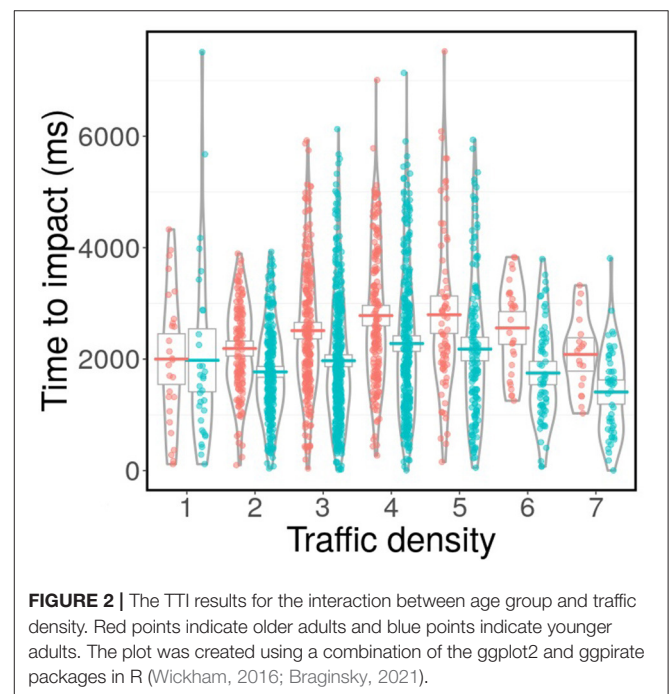 Time to impact (ms)
6000
4000
2000
0
1 2 3 4 5 6 7
Traffic density
FIGURE 2 | The TTI results for the interaction between age group and traffic
density. Red points indicate older adults and blue points indicate younger
adults. The plot was created using a combination of the ggplot2 and ggpirate
packages in R (Wickham, 2016; Braginsky, 2021).